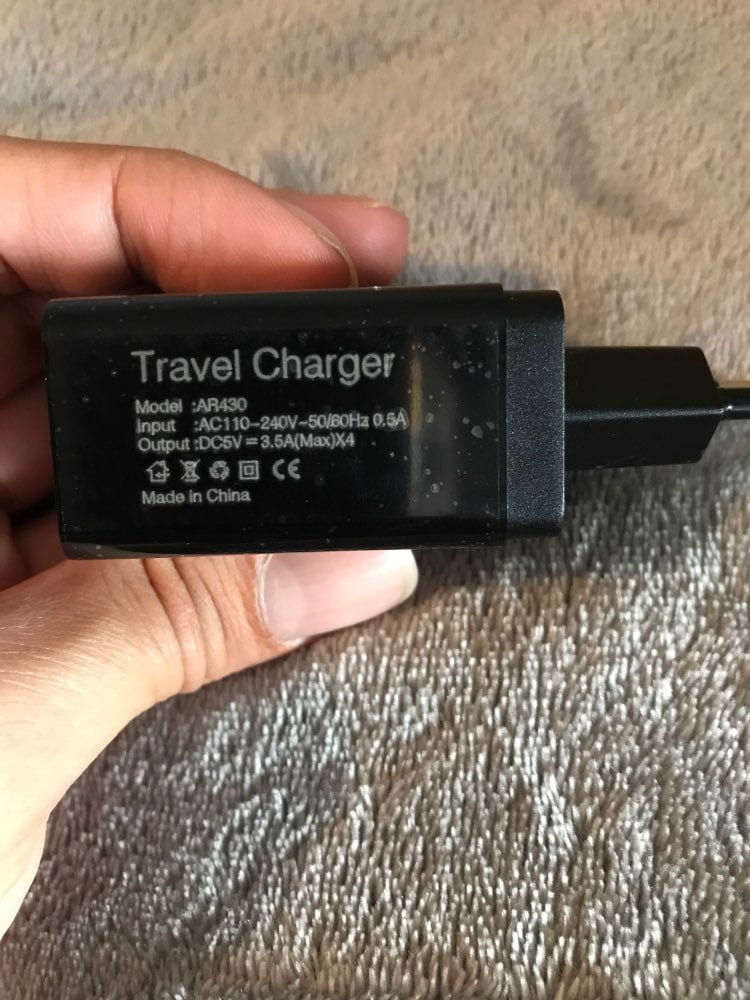 Travel Charger
Model :AR430
Input :AC110-240V~50/60Hz 0.5A
Output :DC5V = 3.5A(Max)X4
CE
Made in China